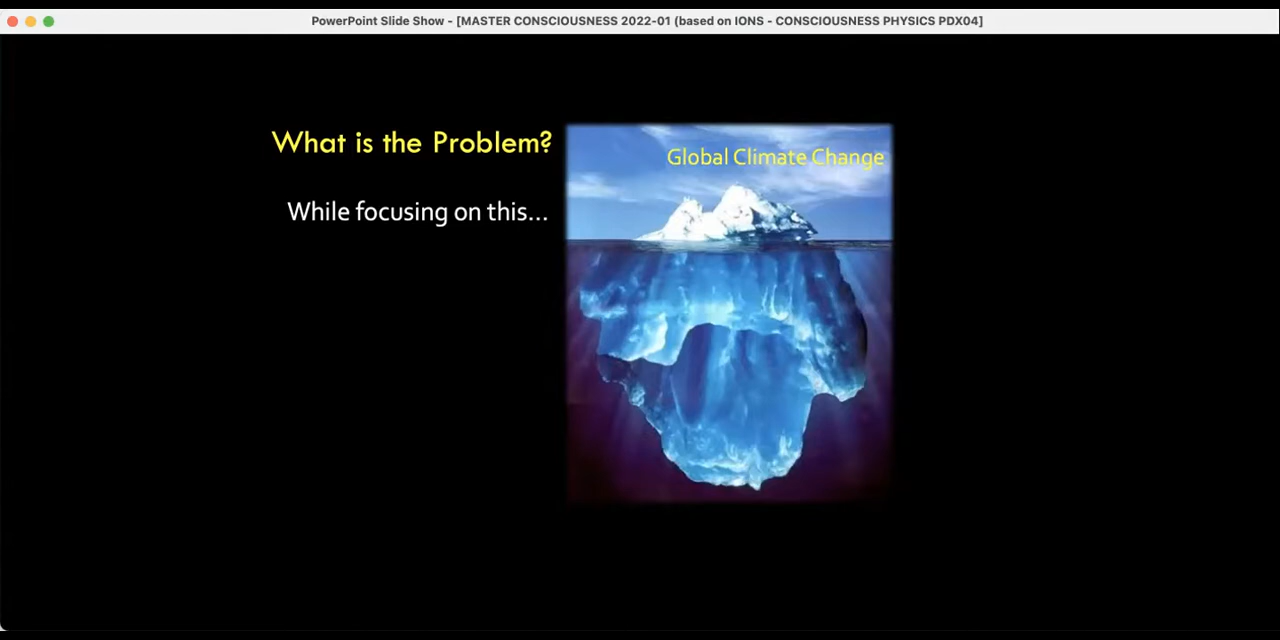 PowerPoint Slide Show - [MASTER CONSCIOUSNESS 2022-01 (based on IONS - CONSCIOUSNESS PHYSICS PDX04]
What is the Problem?
Global Climate Change
While focusing on this...